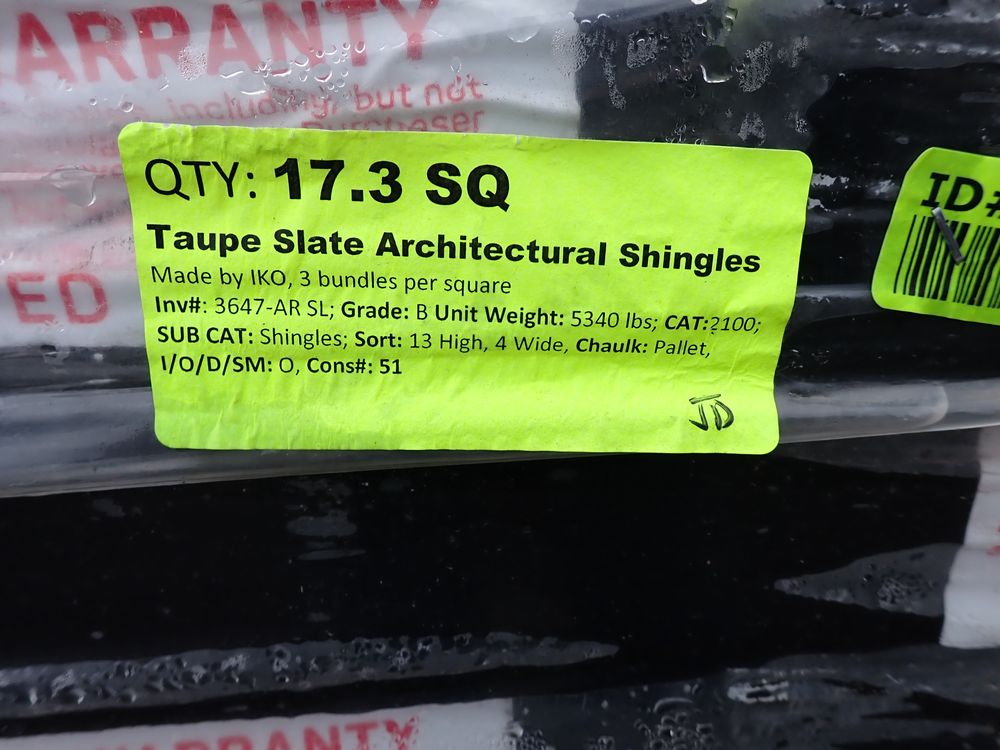 ARRANTY
including, but not
Purchaser
QTY: 17.3 SQ
Taupe Slate Architectural Shingles
Made by IKO, 3 bundles per square
Inv#: 3647-AR SL; Grade: B Unit Weight: 5340 lbs; CAT:2100;
SUB CAT: Shingles; Sort: 13 High, 4 Wide, Chaulk: Pallet,
I/O/D/SM: O, Cons#: 51
JD
ID#
ED
WARRANTY